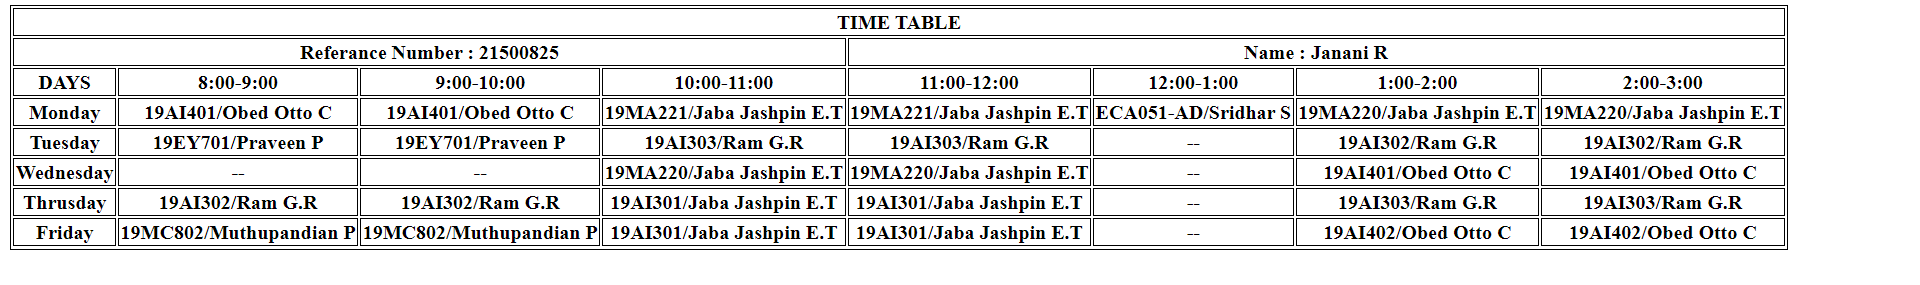 TIME TABLE
Referance Number : 21500825 Name : Janani R
DAYS 8:00-9:00 9:00-10:00 10:00-11:00 11:00-12:00 12:00-1:00 1:00-2:00 2:00-3:00
Monday 19AI401/Obed Otto C 19AI401/Obed Otto C 19MA221/Jaba Jashpin E.T 19MA221/Jaba Jashpin E.T ECA051-AD/Sridhar S 19MA220/Jaba Jashpin E.T 19MA220/Jaba Jashpin E.T
Tuesday 19EY701/Praveen P 19EY701/Praveen P 19AI303/Ram G.R 19AI303/Ram G.R -- 19AI302/Ram G.R 19AI302/Ram G.R
Wednesday -- -- 19MA220/Jaba Jashpin E.T 19MA220/Jaba Jashpin E.T -- 19AI401/Obed Otto C 19AI401/Obed Otto C
Thrusday 19AI302/Ram G.R 19AI302/Ram G.R 19AI301/Jaba Jashpin E.T 19AI301/Jaba Jashpin E.T -- 19AI303/Ram G.R 19AI303/Ram G.R
Friday 19MC802/Muthupandian P 19MC802/Muthupandian P 19AI301/Jaba Jashpin E.T 19AI301/Jaba Jashpin E.T -- 19AI402/Obed Otto C 19AI402/Obed Otto C